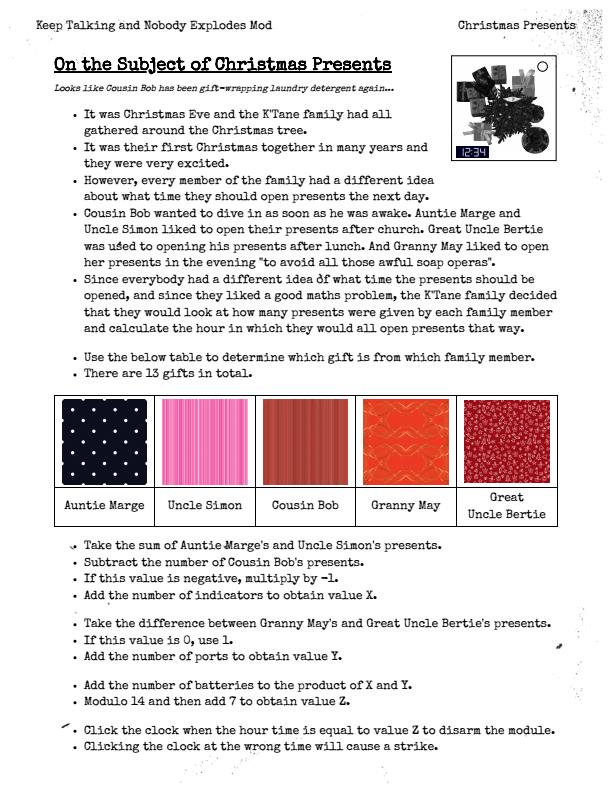 Keep Talking and Nobody Explodes Mod
Christmas Presents
On the Subject of Christmas Presents
Looks like Cousin Bob has been gift-wrapping laundry detergent again...
• It was Christmas Eve and the K'Tane family had all
gathered around the Christmas tree.
• It was their first Christmas together in many years and
they were very excited.
• However, every member of the family had a different idea
about what time they should open presents the next day.
• Cousin Bob wanted to dive in as soon as he was awake. Auntie Marge and
Uncle Simon liked to open their presents after church. Great Uncle Bertie
was used to opening his presents after lunch. And Granny May liked to open
her presents in the evening "to avoid all those awful soap operas".
• Since everybody had a different idea of what time the presents should be
opened, and since they liked a good maths problem, the K'Tane family decided
that they would look at how many presents were given by each family member
and calculate the hour in which they would all open presents that way.
• Use the below table to determine which gift is from which family member.
• There are 13 gifts in total.
12:34
Auntie Marge
Uncle Simon
Cousin Bob
Granny May
Great
Uncle Bertie
• Take the sum of Auntie Marge's and Uncle Simon's presents.
• Subtract the number of Cousin Bob's presents.
• If this value is negative, multiply by -1.
• Add the number of indicators to obtain value X.
• Take the difference between Granny May's and Great Uncle Bertie's presents.
• If this value is 0, use 1.
• Add the number of ports to obtain value Y.
• Add the number of batteries to the product of X and Y.
• Modulo 14 and then add 7 to obtain value Z.
• Click the clock when the hour time is equal to value Z to disarm the module.
• Clicking the clock at the wrong time will cause a strike.